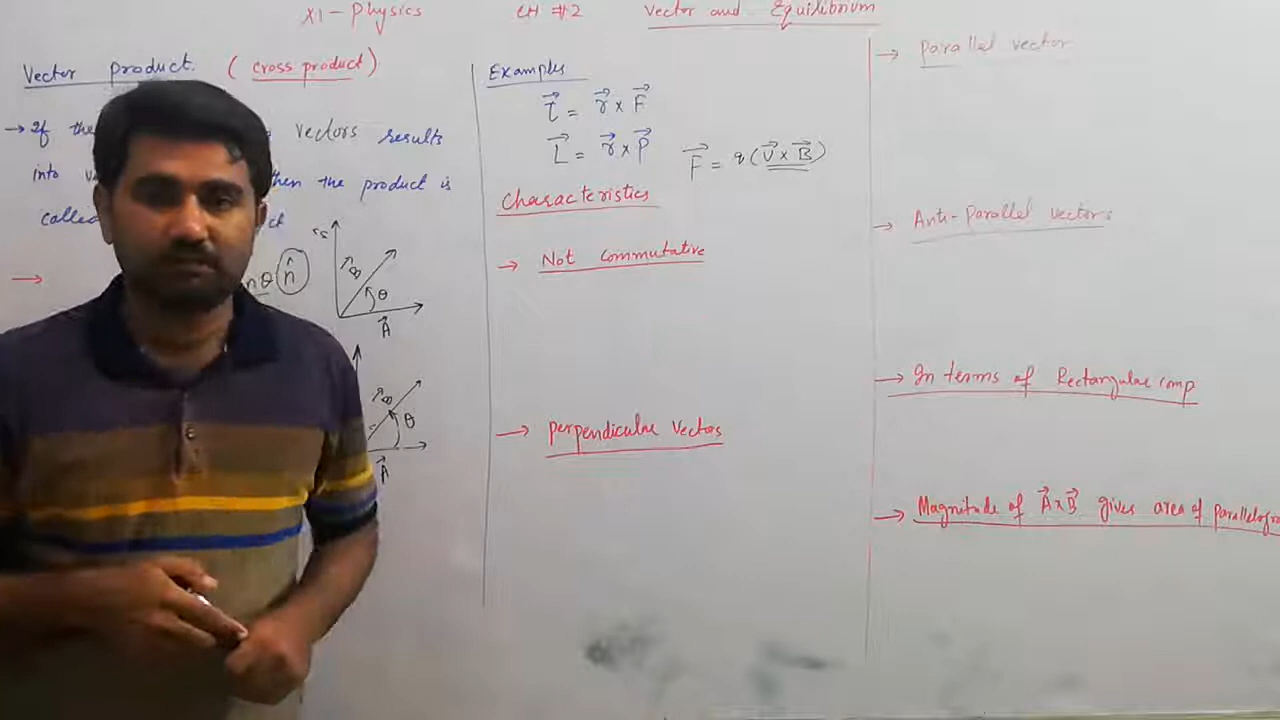 XI - Physics CH #2 Vector and Equilibrium
Vector product. (cross product)
→ If the vectors results
into then the product is
called
→ θ n̂
B⃗ θ
A⃗
B⃗ θ
A⃗
Examples
τ⃗ = r⃗ × F⃗
L⃗ = r⃗ × P⃗
F⃗ = q(V⃗ × B⃗)
Characteristics
→ Not Commutative
→ perpendicular Vectors
→ Parallel vector
→ Anti-Parallel vectors
→ In terms of Rectangular comp
→ Magnitude of A⃗×B⃗ gives area of